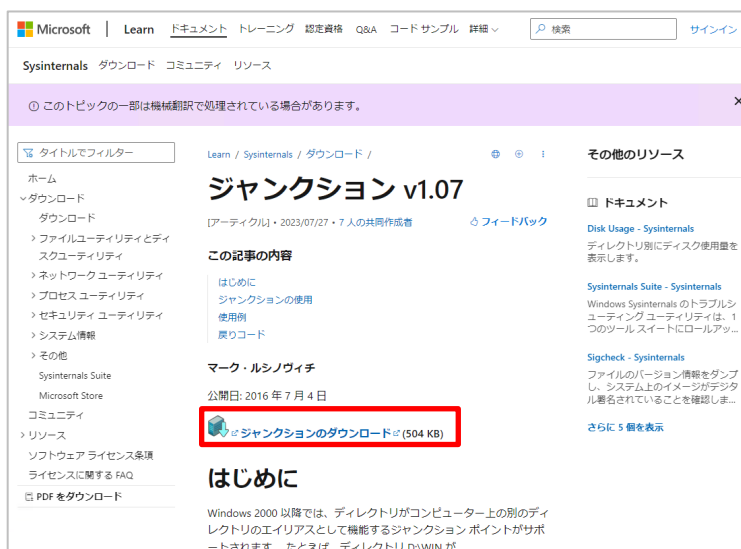 Microsoft Learn ドキュメント トレーニング 認定資格 Q&A コード サンプル 詳細 検索 サインイン
Sysinternals ダウンロード コミュニティ リソース
このトピックの一部は機械翻訳で処理されている場合があります。
タイトルでフィルター
ホーム
ダウンロード
ダウンロード
ファイルユーティリティとディ
スクユーティリティ
ネットワーク ユーティリティ
プロセス ユーティリティ
セキュリティ ユーティリティ
システム情報
その他
Sysinternals Suite
Microsoft Store
コミュニティ
リソース
ソフトウェア ライセンス条項
ライセンスに関する FAQ
PDF をダウンロード
Learn / Sysinternals / ダウンロード /
ジャンクション v1.07
[アーティクル]・2023/07/27・7 人の共同作成者
フィードバック
この記事の内容
はじめに
ジャンクションの使用
使用例
戻りコード
マーク・ルシノヴィチ
公開日: 2016 年 7 月 4 日
ジャンクションのダウンロード (504 KB)
はじめに
Windows 2000 以降では、ディレクトリがコンピューター上の別のディ
レクトリのエイリアスとして機能するジャンクション ポイントがサポ
ートされます。 たとえば、ディレクトリ D:\WIN が
その他のリソース
ドキュメント
Disk Usage - Sysinternals
ディレクトリ別にディスク使用量を
表示します。
Sysinternals Suite - Sysinternals
Windows Sysinternals のトラブルシ
ューティング ユーティリティは、1
つのツール スイートにロールアッ...
Sigcheck - Sysinternals
ファイルのバージョン情報をダンプ
し、システム上のイメージがデジタ
ル署名されていることを確認しま...
さらに 5 個を表示